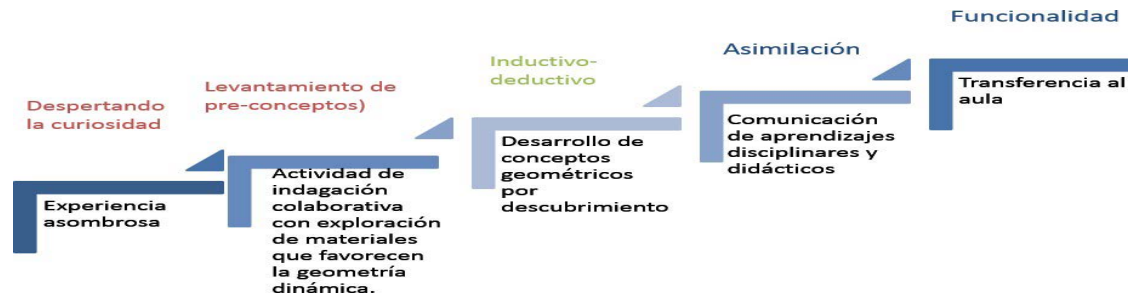 Despertando
la curiosidad
Experiencia
asombrosa
Levantamiento de
pre-conceptos)
Actividad de
indagación
colaborativa
con exploración
de materiales
que favorecen
la geometría
dinámica.
Inductivo-
deductivo
Desarrollo de
conceptos
geométricos
por
descubrimiento
Asimilación
Comunicación
de aprendizajes
disciplinares y
didácticos
Funcionalidad
Transferencia al
aula